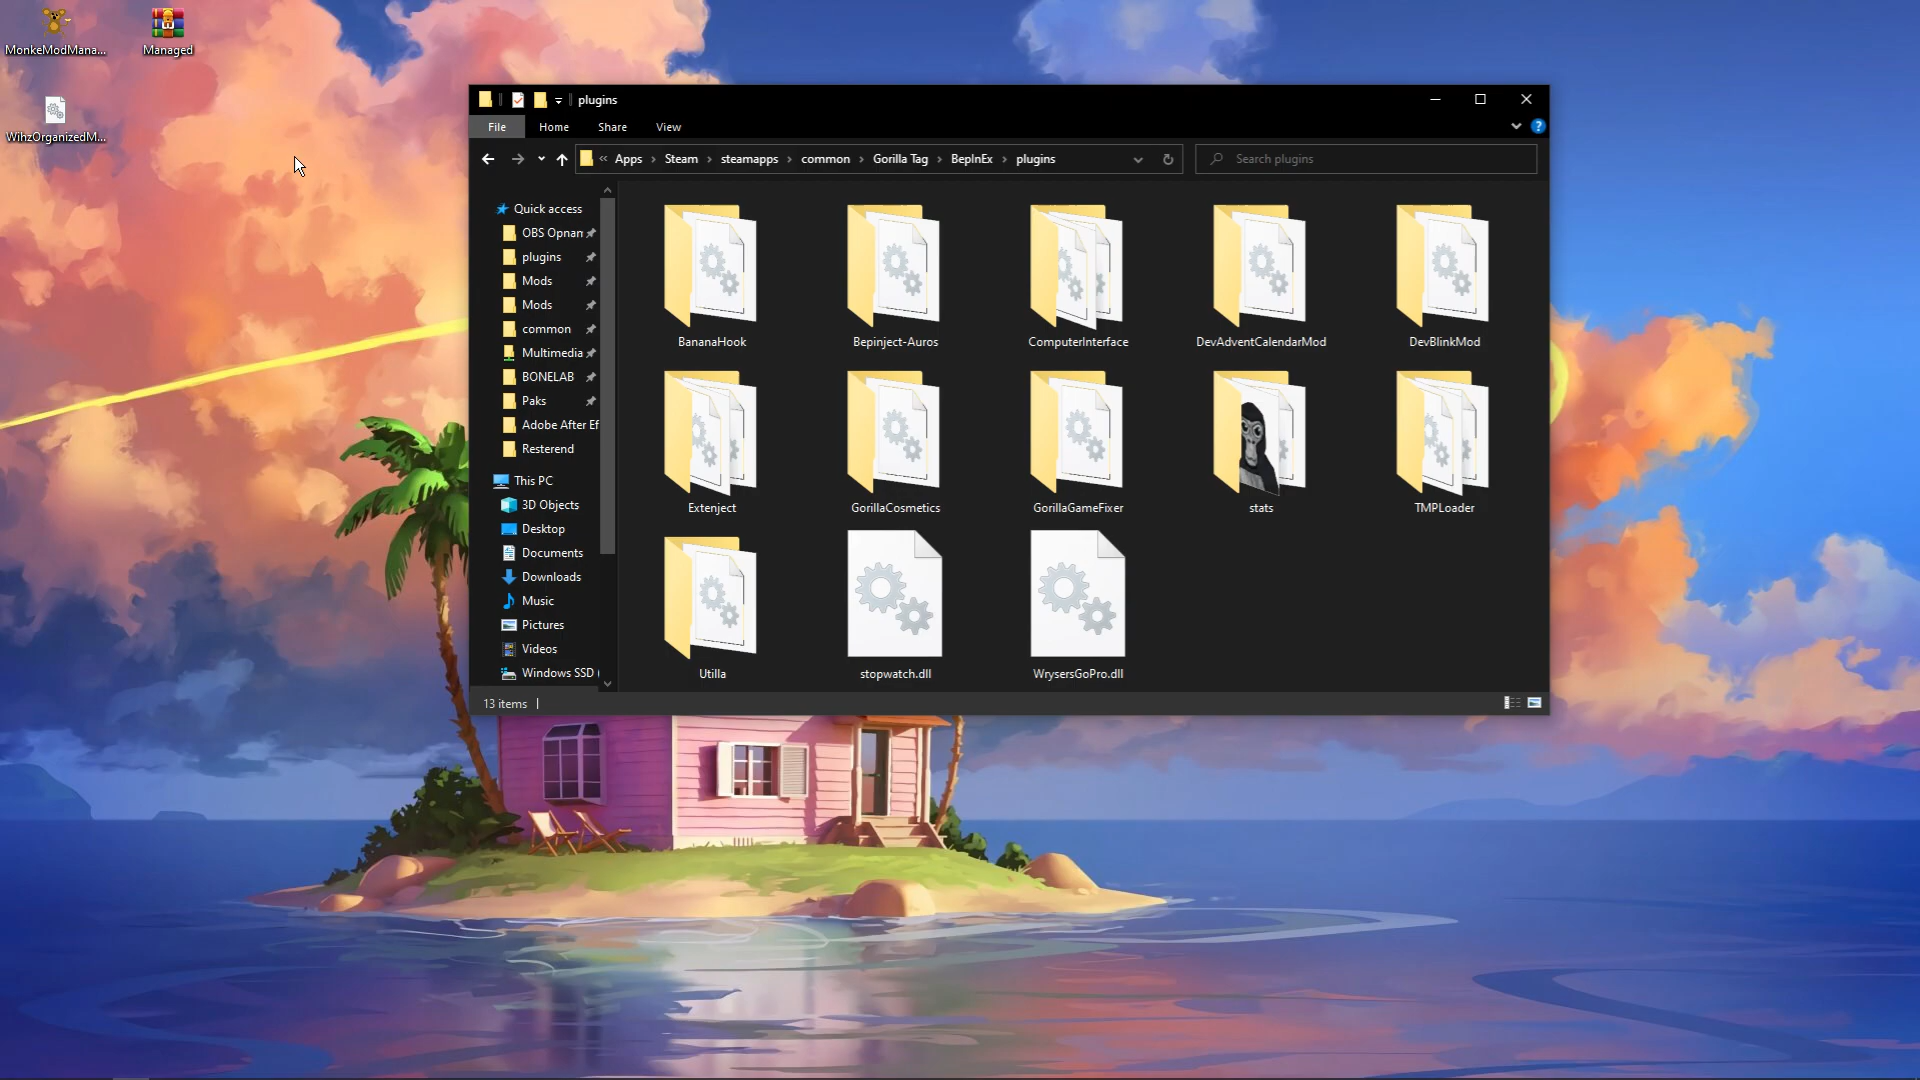 MonkeModMana...
Managed
WihzOrganizedM...
plugins
File Home Share View
« Apps › Steam › steamapps › common › Gorilla Tag › BepInEx › plugins
Search plugins
Quick access
OBS Opnan
plugins
Mods
Mods
common
Multimedia
BONELAB
Paks
Adobe After Ef
Resterend
This PC
3D Objects
Desktop
Documents
Downloads
Music
Pictures
Videos
Windows SSD (
BananaHook
Bepinject-Auros
ComputerInterface
DevAdventCalendarMod
DevBlinkMod
Extenject
GorillaCosmetics
GorillaGameFixer
stats
TMPLoader
Utilla
stopwatch.dll
WrysersGoPro.dll
13 items